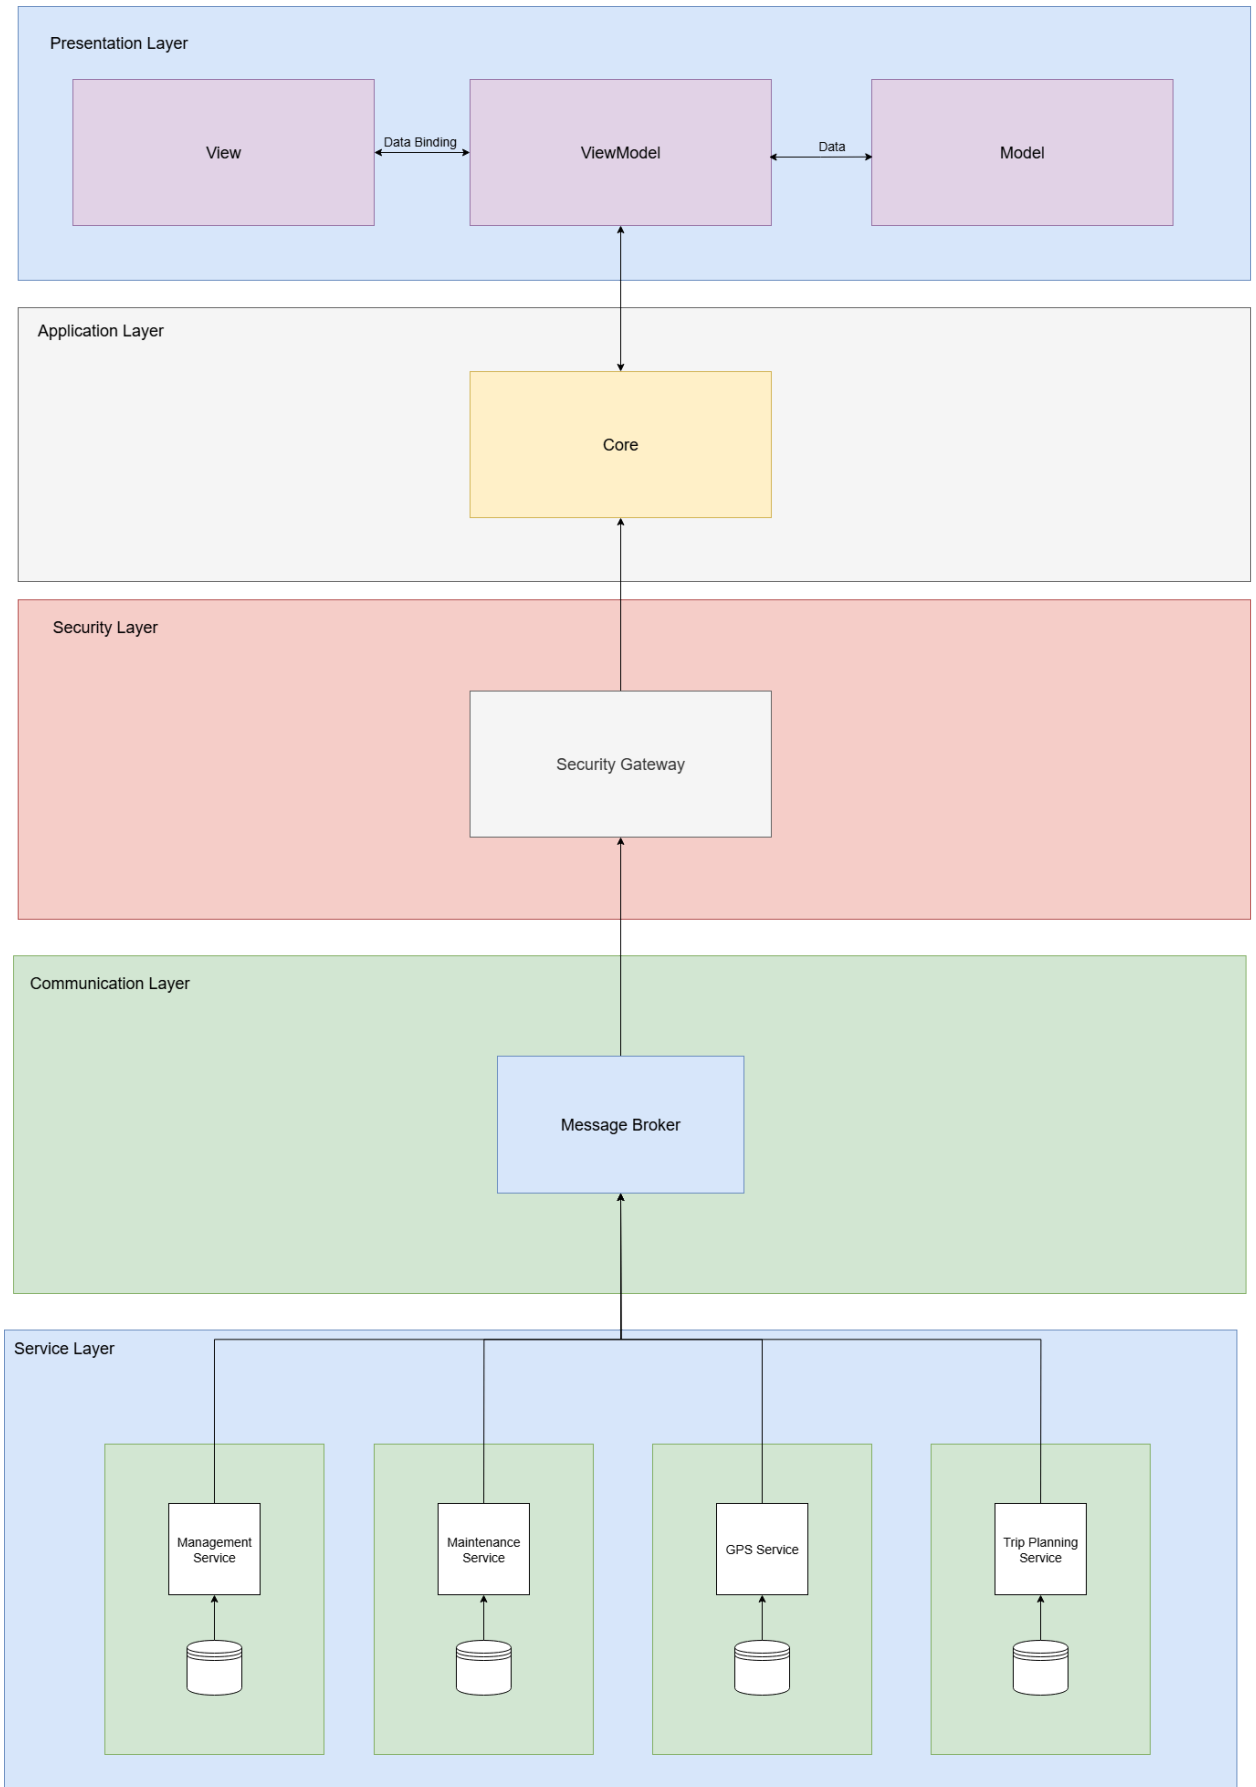 Presentation Layer
View
Data Binding
ViewModel
Data
Model
Application Layer
Core
Security Layer
Security Gateway
Communication Layer
Message Broker
Service Layer
Management
Service
Maintenance
Service
GPS Service
Trip Planning
Service